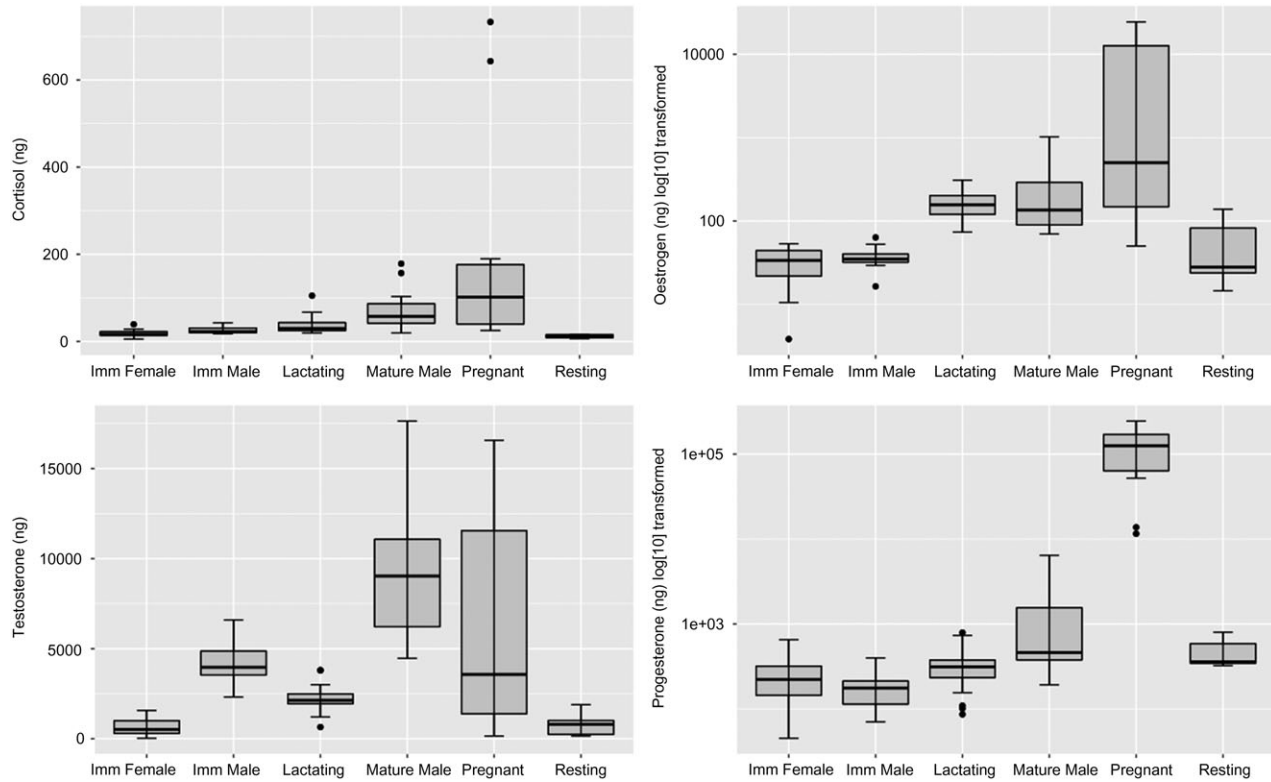 Cortisol (ng)
600
400
200
0
Imm Female Imm Male Lactating Mature Male Pregnant Resting
Oestrogen (ng) log[10] transformed
10000
100
Imm Female Imm Male Lactating Mature Male Pregnant Resting
Testosterone (ng)
15000
10000
5000
0
Imm Female Imm Male Lactating Mature Male Pregnant Resting
Progesterone (ng) log[10] transformed
1e+05
1e+03
Imm Female Imm Male Lactating Mature Male Pregnant Resting